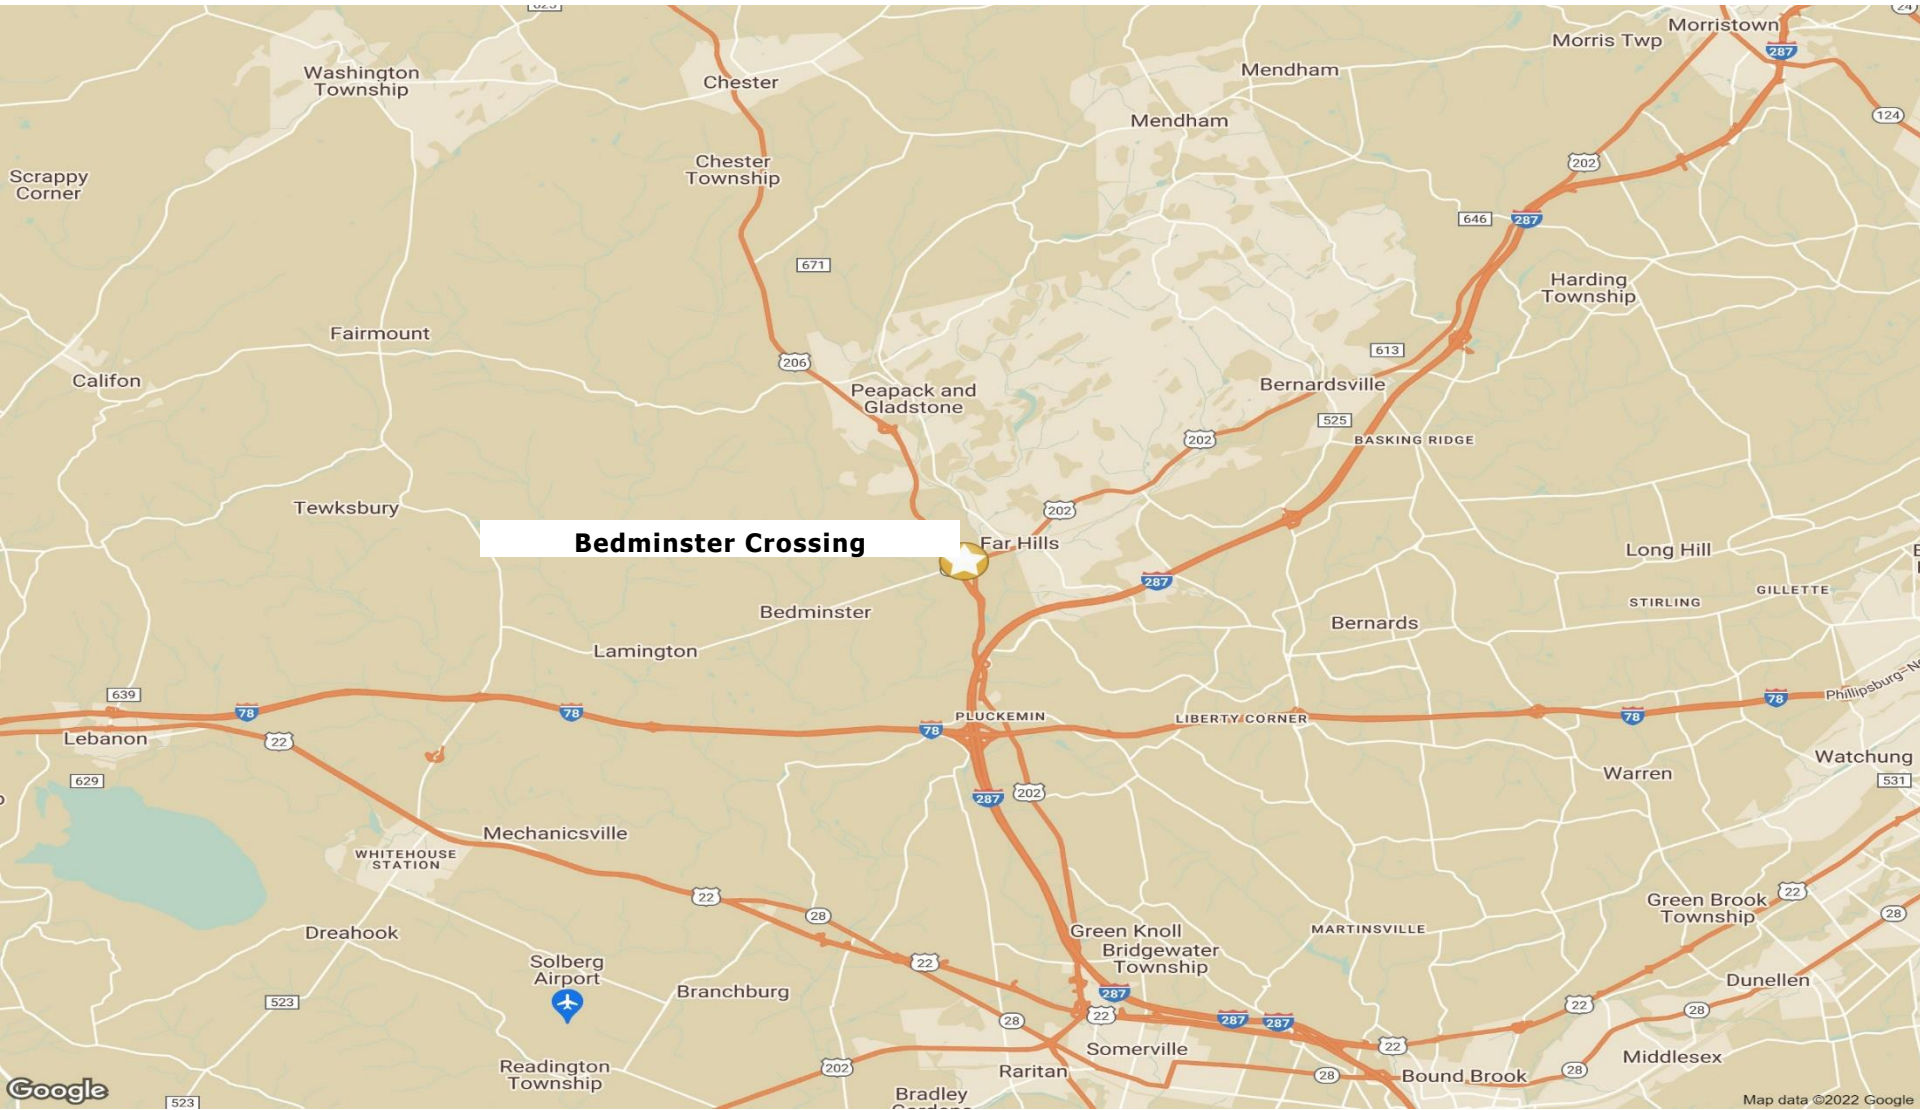 623
24
Morristown
Morris Twp
287
Washington
Township
Chester
Mendham
124
Mendham
Chester
Township
202
Scrappy
Corner
646
287
671
Harding
Township
Fairmount
613
206
Califon
Peapack and
Gladstone
Bernardsville
525
202
BASKING RIDGE
Tewksbury
202
Bedminster Crossing
Far Hills
Long Hill
287
GILLETTE
STIRLING
Bedminster
Bernards
Lamington
639
78
78
78
Phillipsburg-Ne
PLUCKEMIN
LIBERTY CORNER
78
78
Lebanon
22
Watchung
629
Warren
531
287
202
Mechanicsville
WHITEHOUSE
STATION
22
22
Green Brook
Township
28
28
Dreahook
Green Knoll
MARTINSVILLE
Bridgewater
Township
Solberg
Airport
22
Dunellen
Branchburg
287
523
22
22
28
28
287
287
Somerville
22
Middlesex
Readington
Township
202
Raritan
28
Bound Brook
28
Google
Bradley
Gardens
523
Map data ©2022 Google